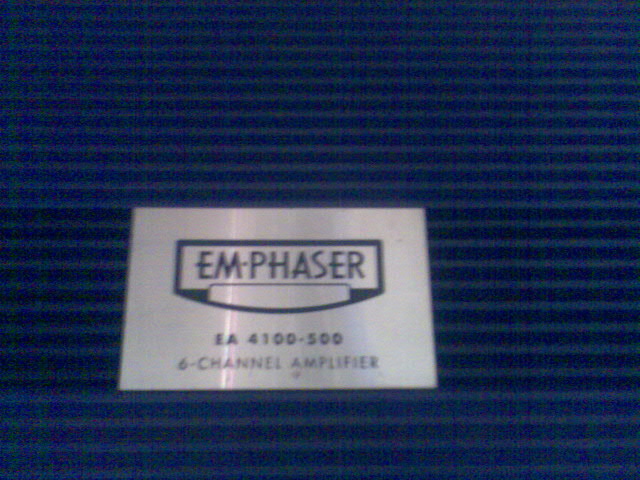 EM·PHASER
EA 4100-500
6-CHANNEL AMPLIFIER